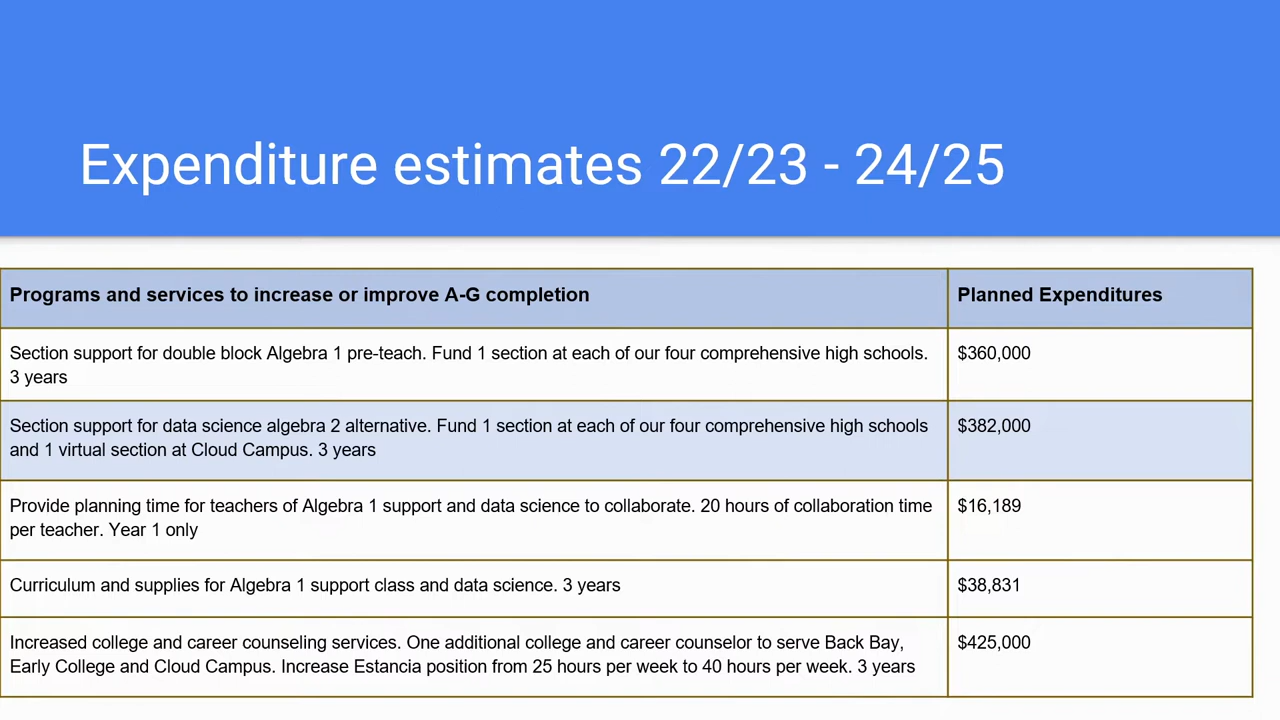 Expenditure estimates 22/23 - 24/25
Programs and services to increase or improve A-G completion
Planned Expenditures
Section support for double block Algebra 1 pre-teach. Fund 1 section at each of our four comprehensive high schools.
3 years
$360,000
Section support for data science algebra 2 alternative. Fund 1 section at each of our four comprehensive high schools
and 1 virtual section at Cloud Campus. 3 years
$382,000
Provide planning time for teachers of Algebra 1 support and data science to collaborate. 20 hours of collaboration time
per teacher. Year 1 only
$16,189
Curriculum and supplies for Algebra 1 support class and data science. 3 years
$38,831
Increased college and career counseling services. One additional college and career counselor to serve Back Bay,
Early College and Cloud Campus. Increase Estancia position from 25 hours per week to 40 hours per week. 3 years
$425,000